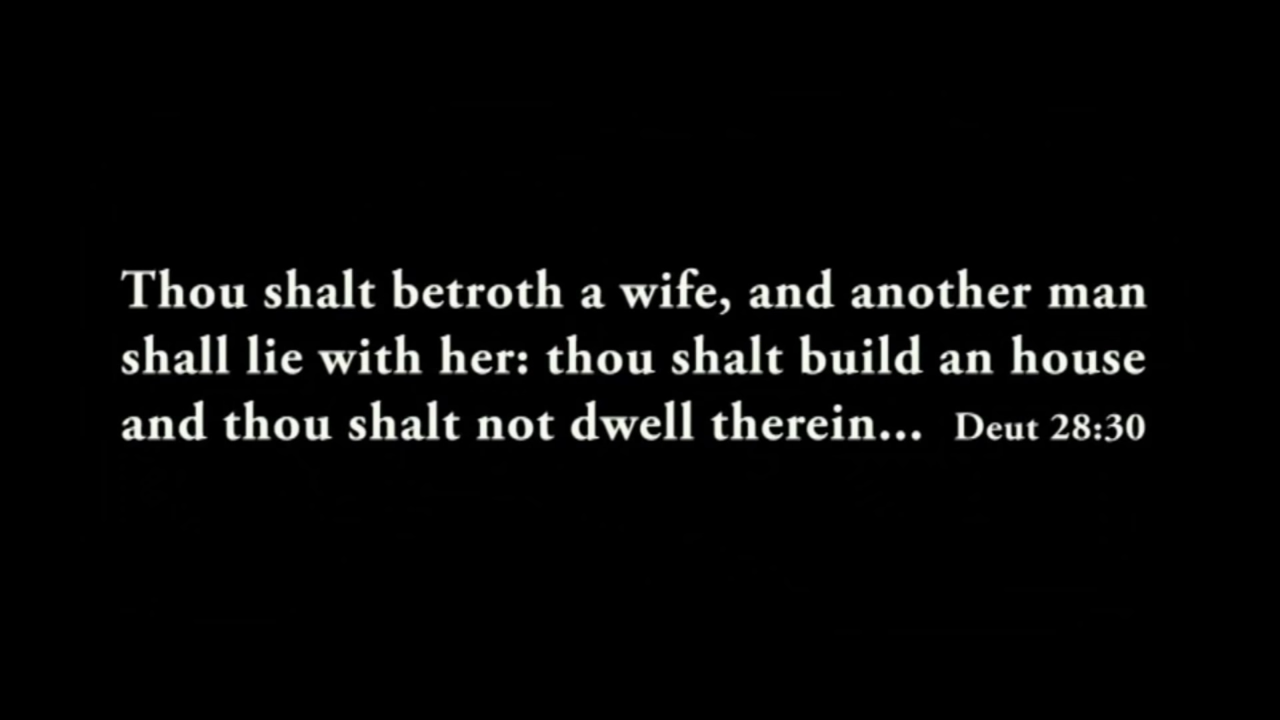 Thou shalt betroth a wife, and another man
shall lie with her: thou shalt build an house
and thou shalt not dwell therein... Deut 28:30